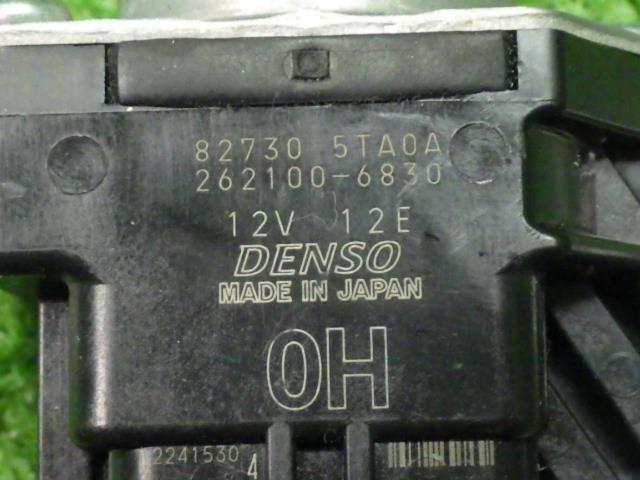 82730 5TA0A
262100-6830
12V 12E
DENSO
MADE IN JAPAN
0H
2241530
4